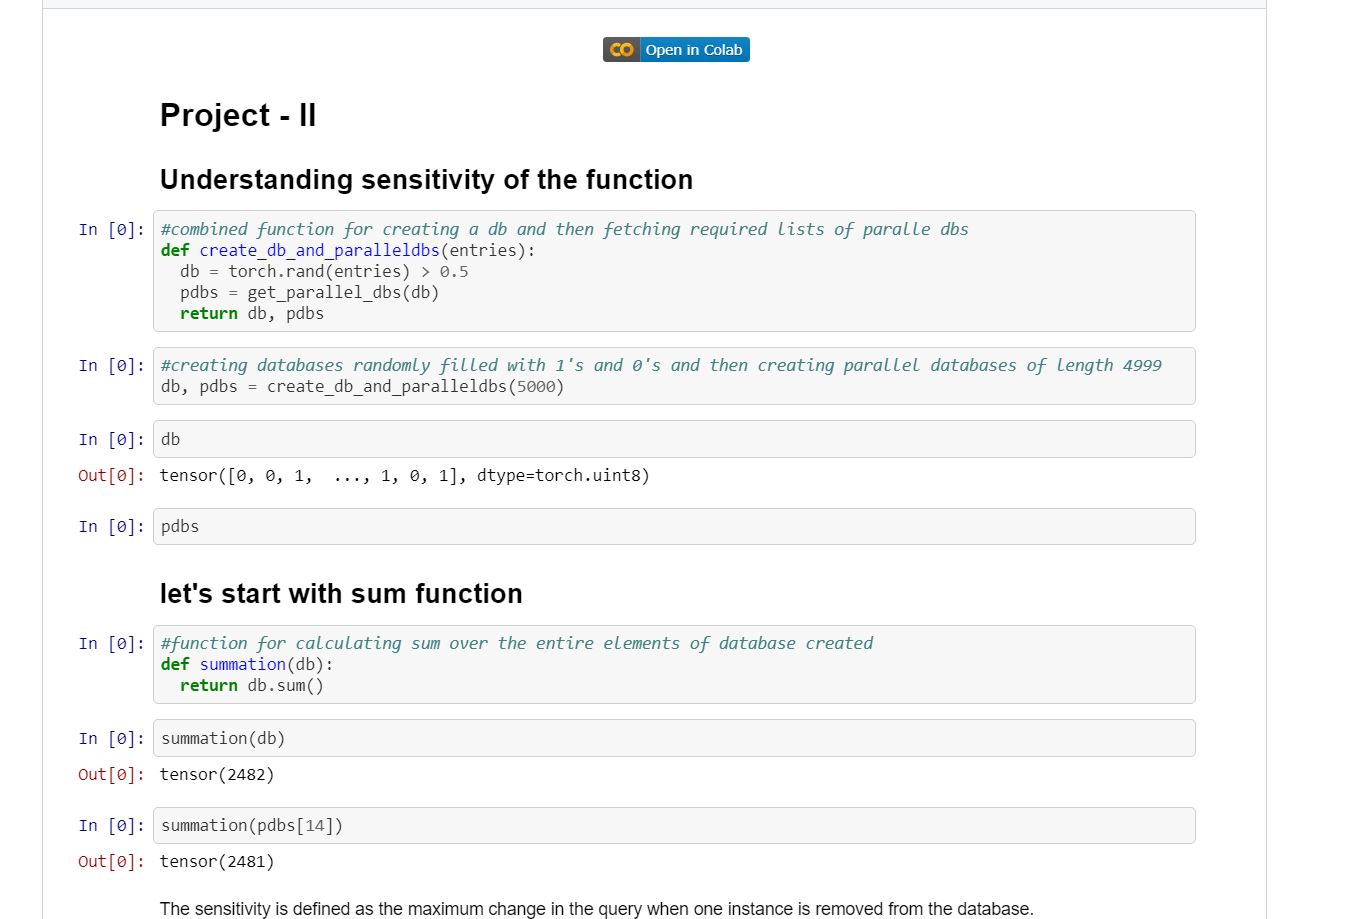 Open in Colab
Project - II
Understanding sensitivity of the function
In [0]: #combined function for creating a db and then fetching required lists of paralle dbs
def create_db_and_paralleldbs(entries):
  db = torch.rand(entries) > 0.5
  pdbs = get_parallel_dbs(db)
  return db, pdbs
In [0]: #creating databases randomly filled with 1's and 0's and then creating parallel databases of length 4999
db, pdbs = create_db_and_paralleldbs(5000)
In [0]: db
Out[0]: tensor([0, 0, 1,  ..., 1, 0, 1], dtype=torch.uint8)
In [0]: pdbs
let's start with sum function
In [0]: #function for calculating sum over the entire elements of database created
def summation(db):
  return db.sum()
In [0]: summation(db)
Out[0]: tensor(2482)
In [0]: summation(pdbs[14])
Out[0]: tensor(2481)
The sensitivity is defined as the maximum change in the query when one instance is removed from the database.